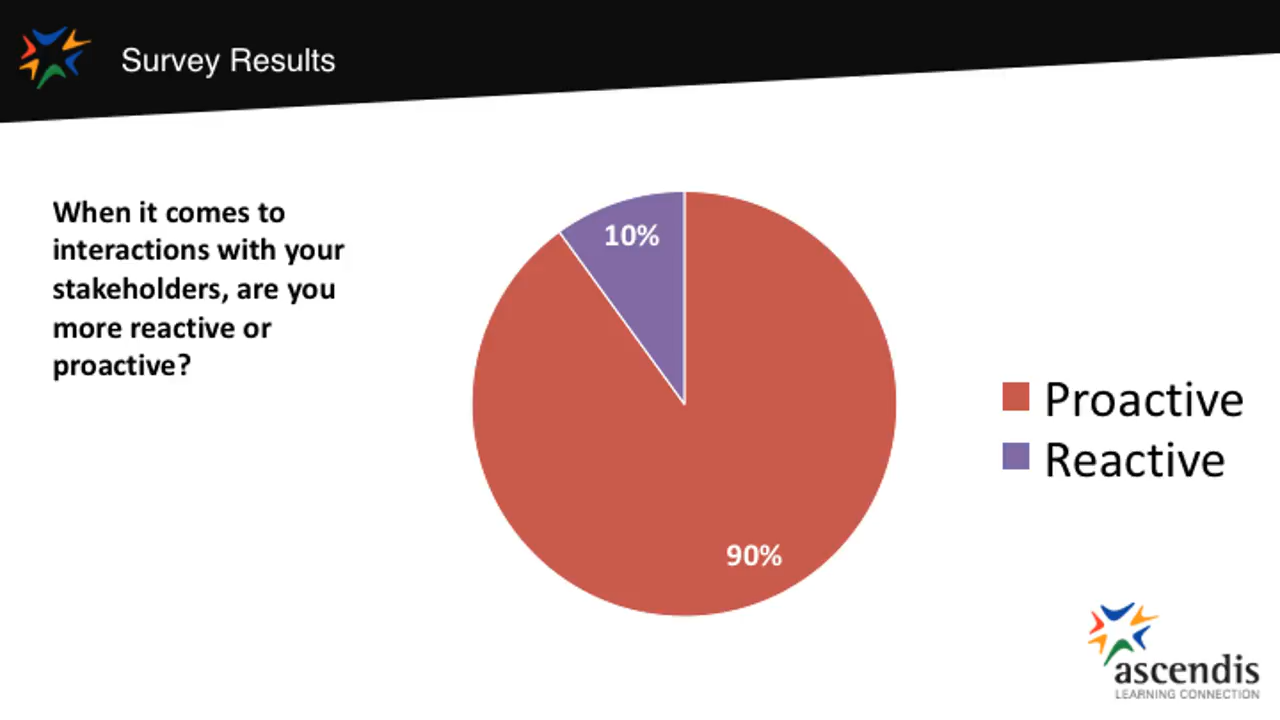 Survey Results
When it comes to
interactions with your
stakeholders, are you
more reactive or
proactive?
10%
90%
Proactive
Reactive
ascendis
LEARNING CONNECTION